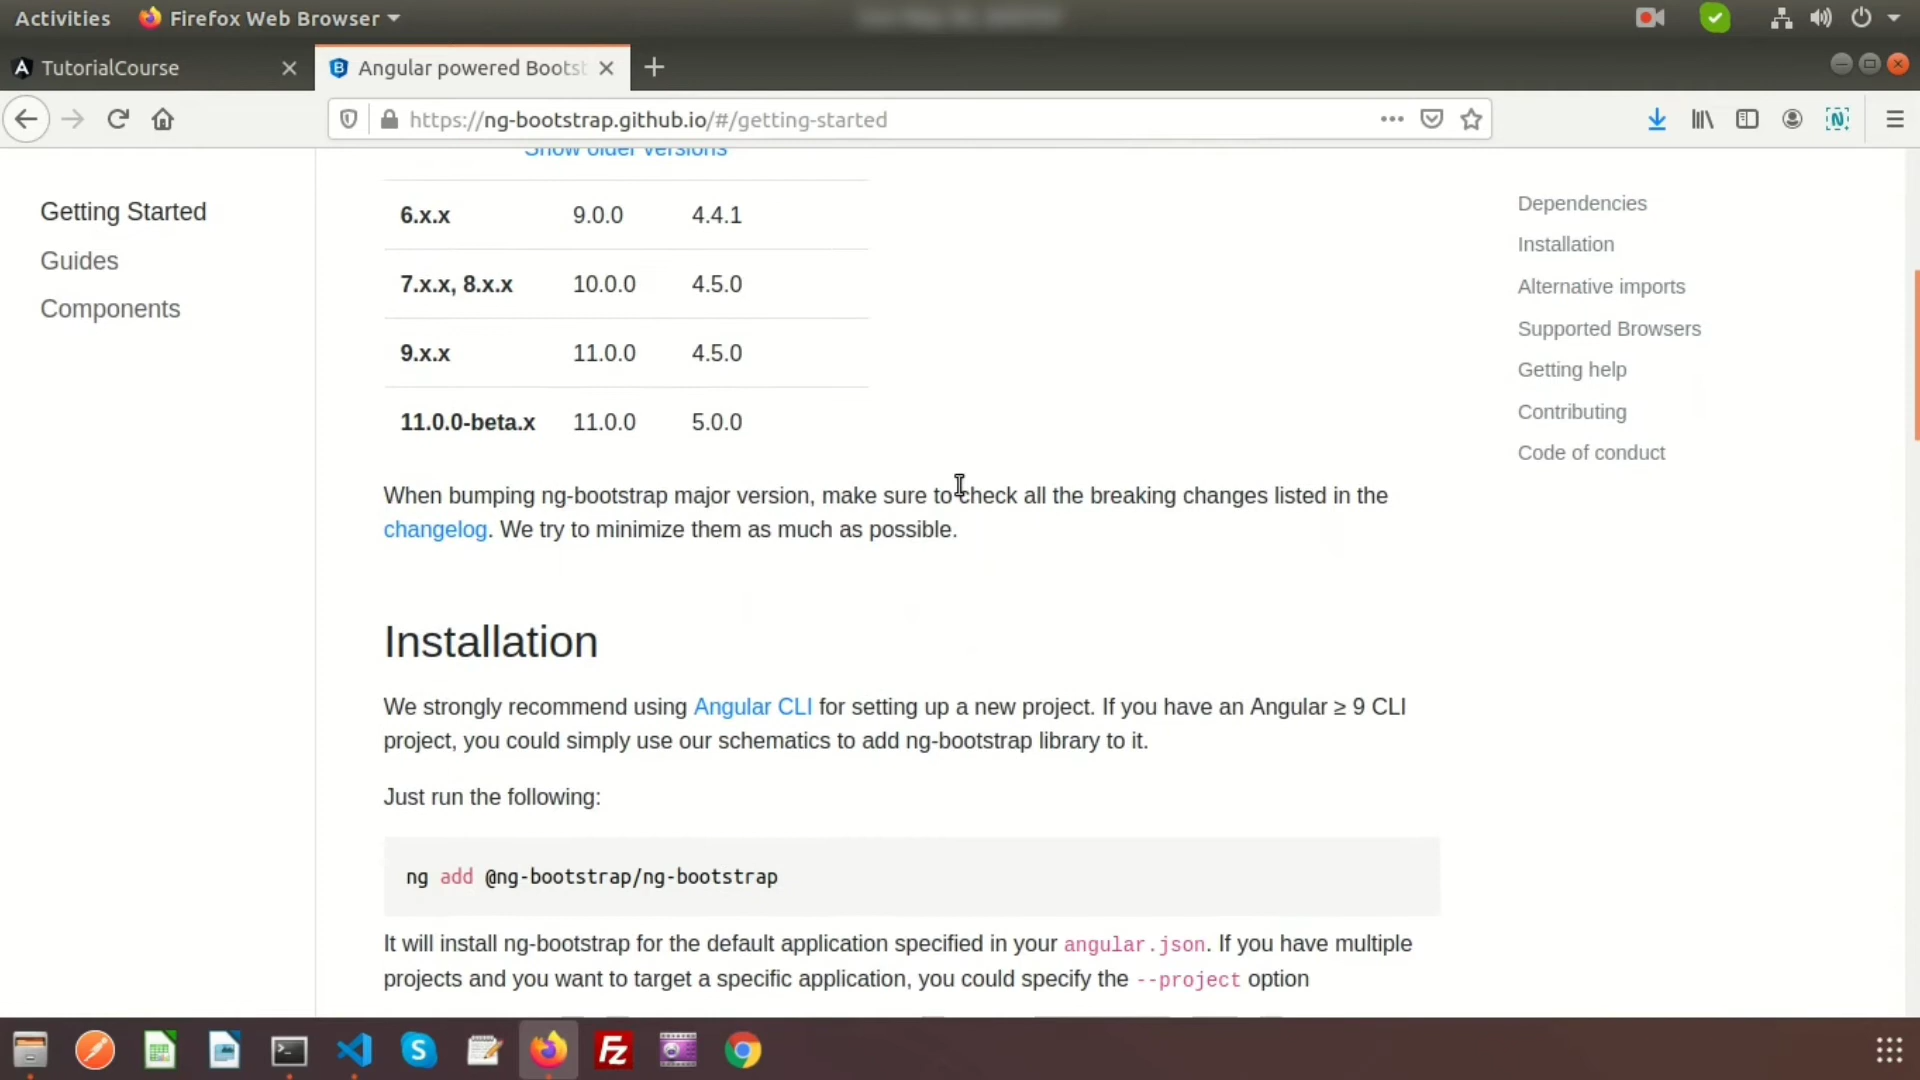 Activities Firefox Web Browser
TutorialCourse
Angular powered Boots
https://ng-bootstrap.github.io/#/getting-started
Show older versions
Getting Started
Guides
Components
6.x.x 9.0.0 4.4.1
7.x.x, 8.x.x 10.0.0 4.5.0
9.x.x 11.0.0 4.5.0
11.0.0-beta.x 11.0.0 5.0.0
When bumping ng-bootstrap major version, make sure to check all the breaking changes listed in the
changelog. We try to minimize them as much as possible.
Installation
We strongly recommend using Angular CLI for setting up a new project. If you have an Angular ≥ 9 CLI
project, you could simply use our schematics to add ng-bootstrap library to it.
Just run the following:
ng add @ng-bootstrap/ng-bootstrap
It will install ng-bootstrap for the default application specified in your angular.json. If you have multiple
projects and you want to target a specific application, you could specify the --project option
Dependencies
Installation
Alternative imports
Supported Browsers
Getting help
Contributing
Code of conduct